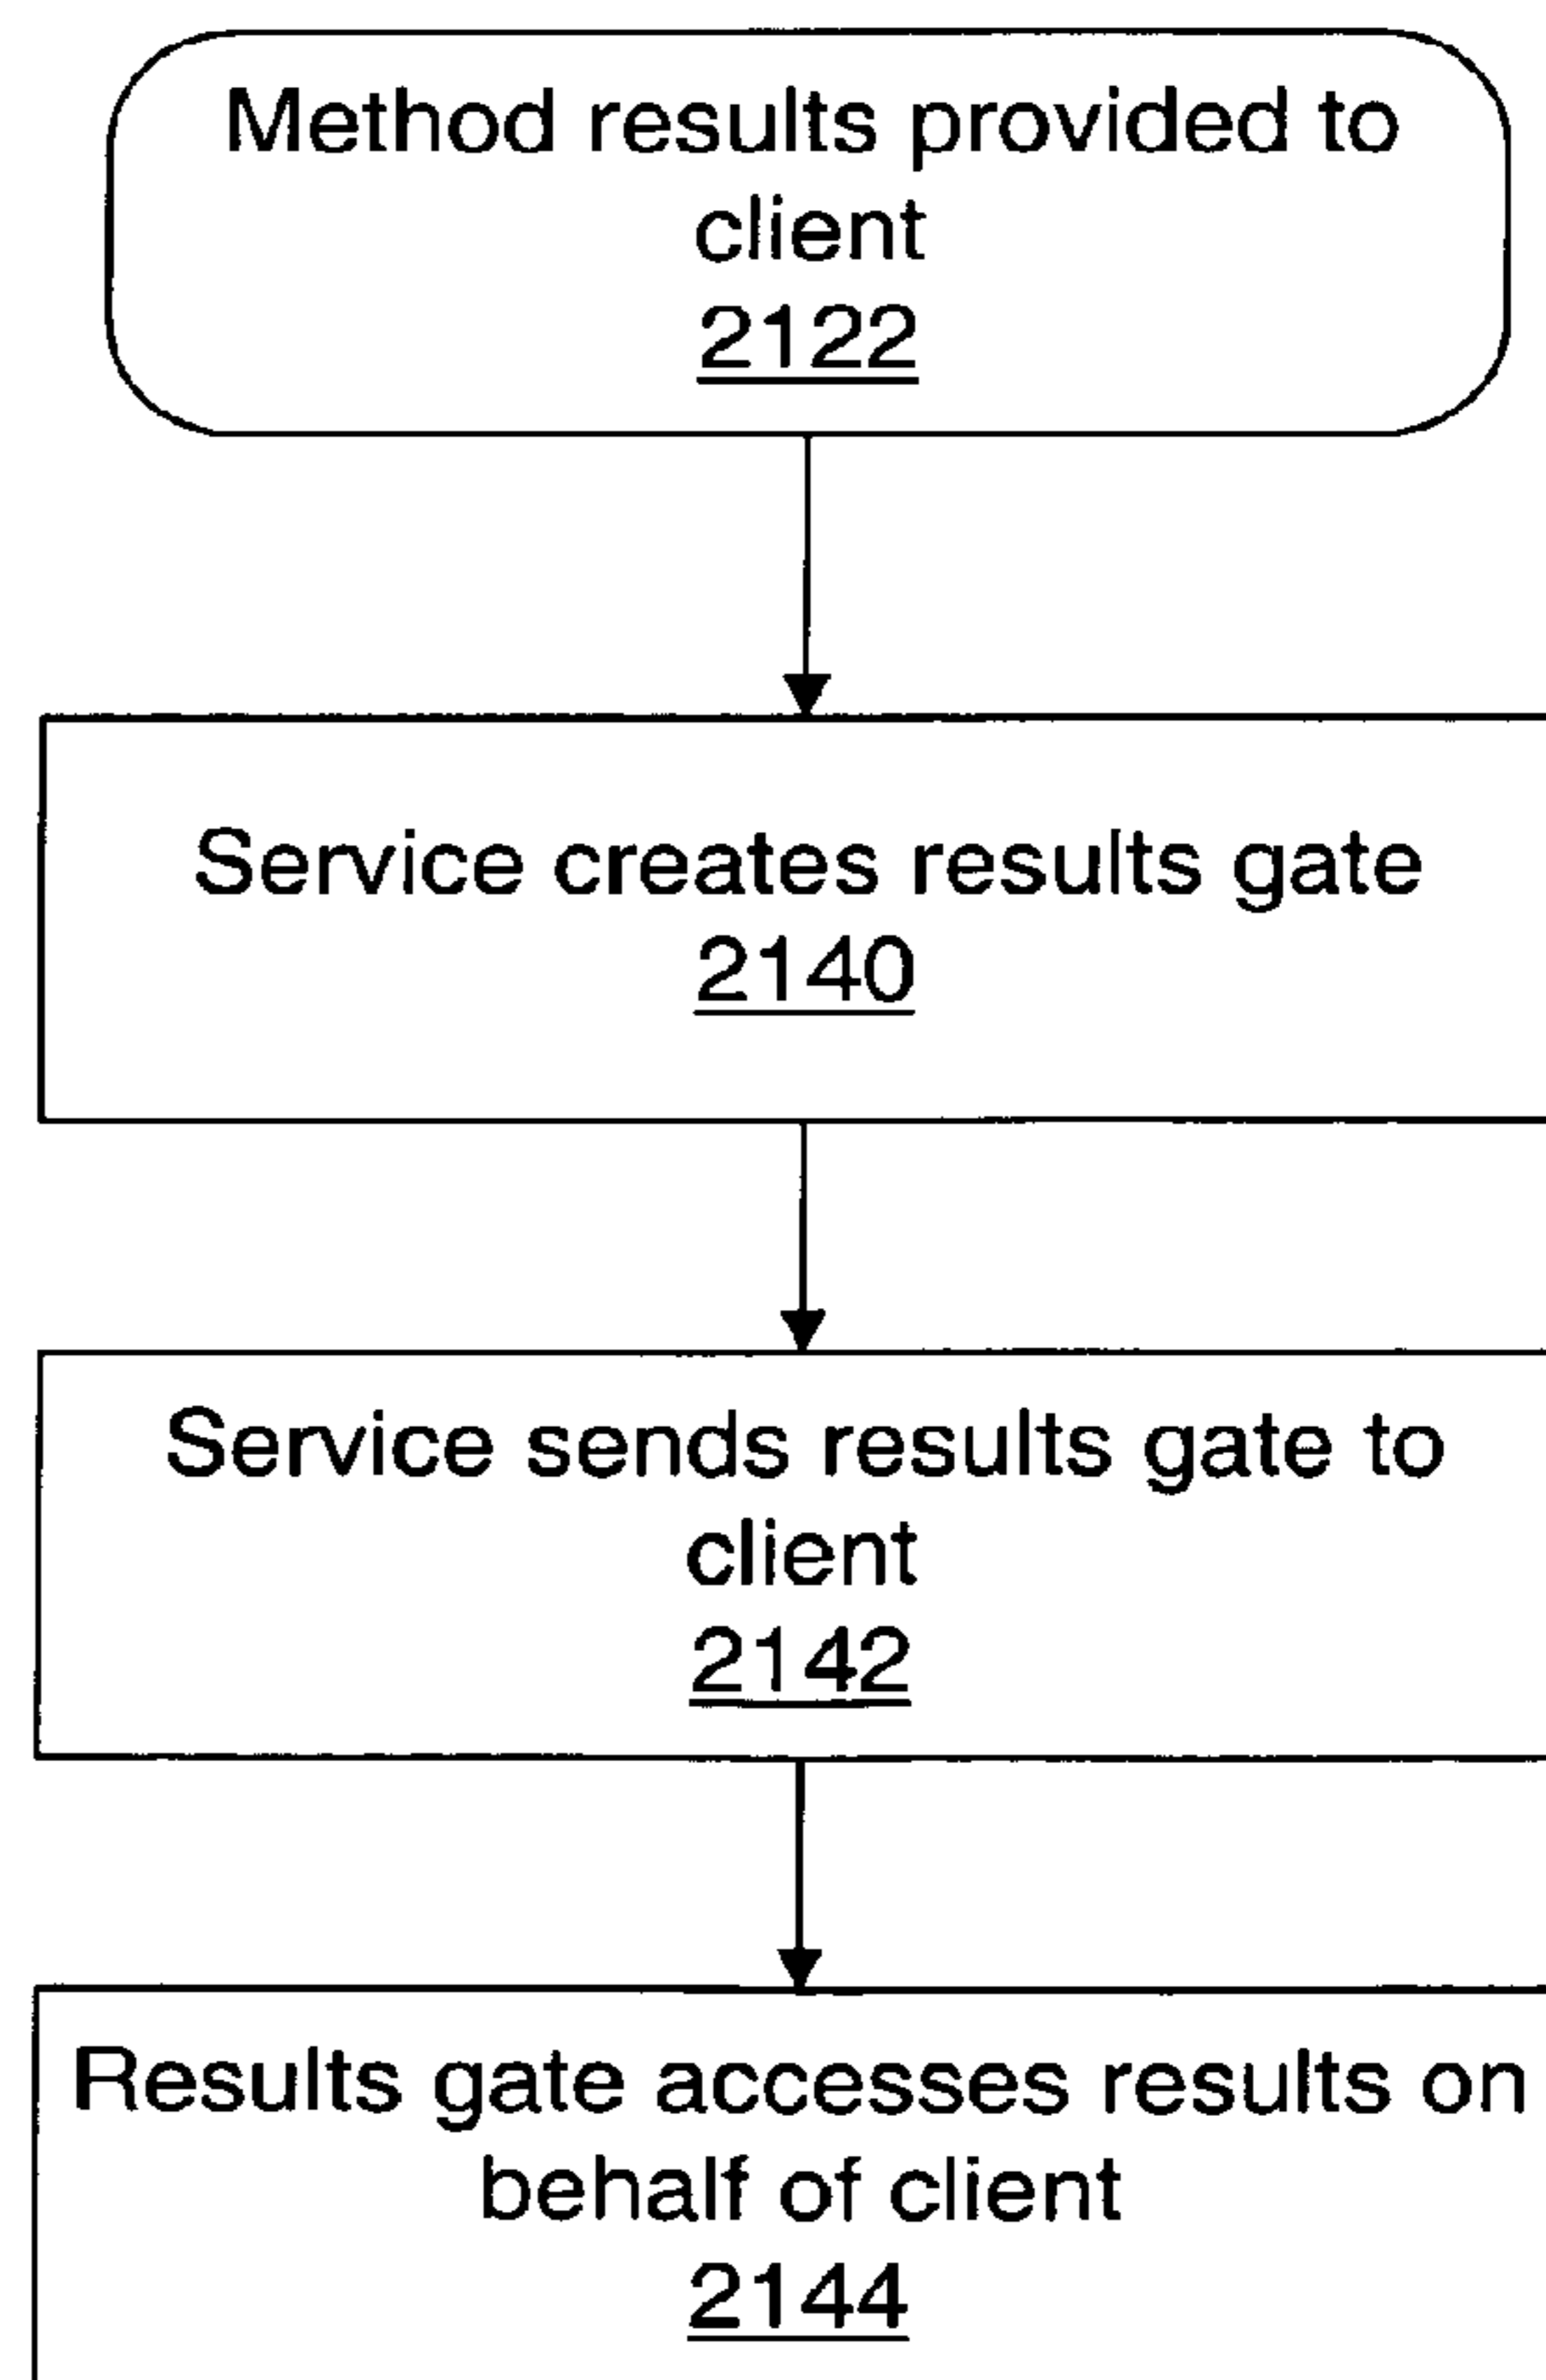 Method results provided to
client
2122
Service creates results gate
2140
Service sends results gate to
client
2142
Results gate accesses results on
behalf of client
2144